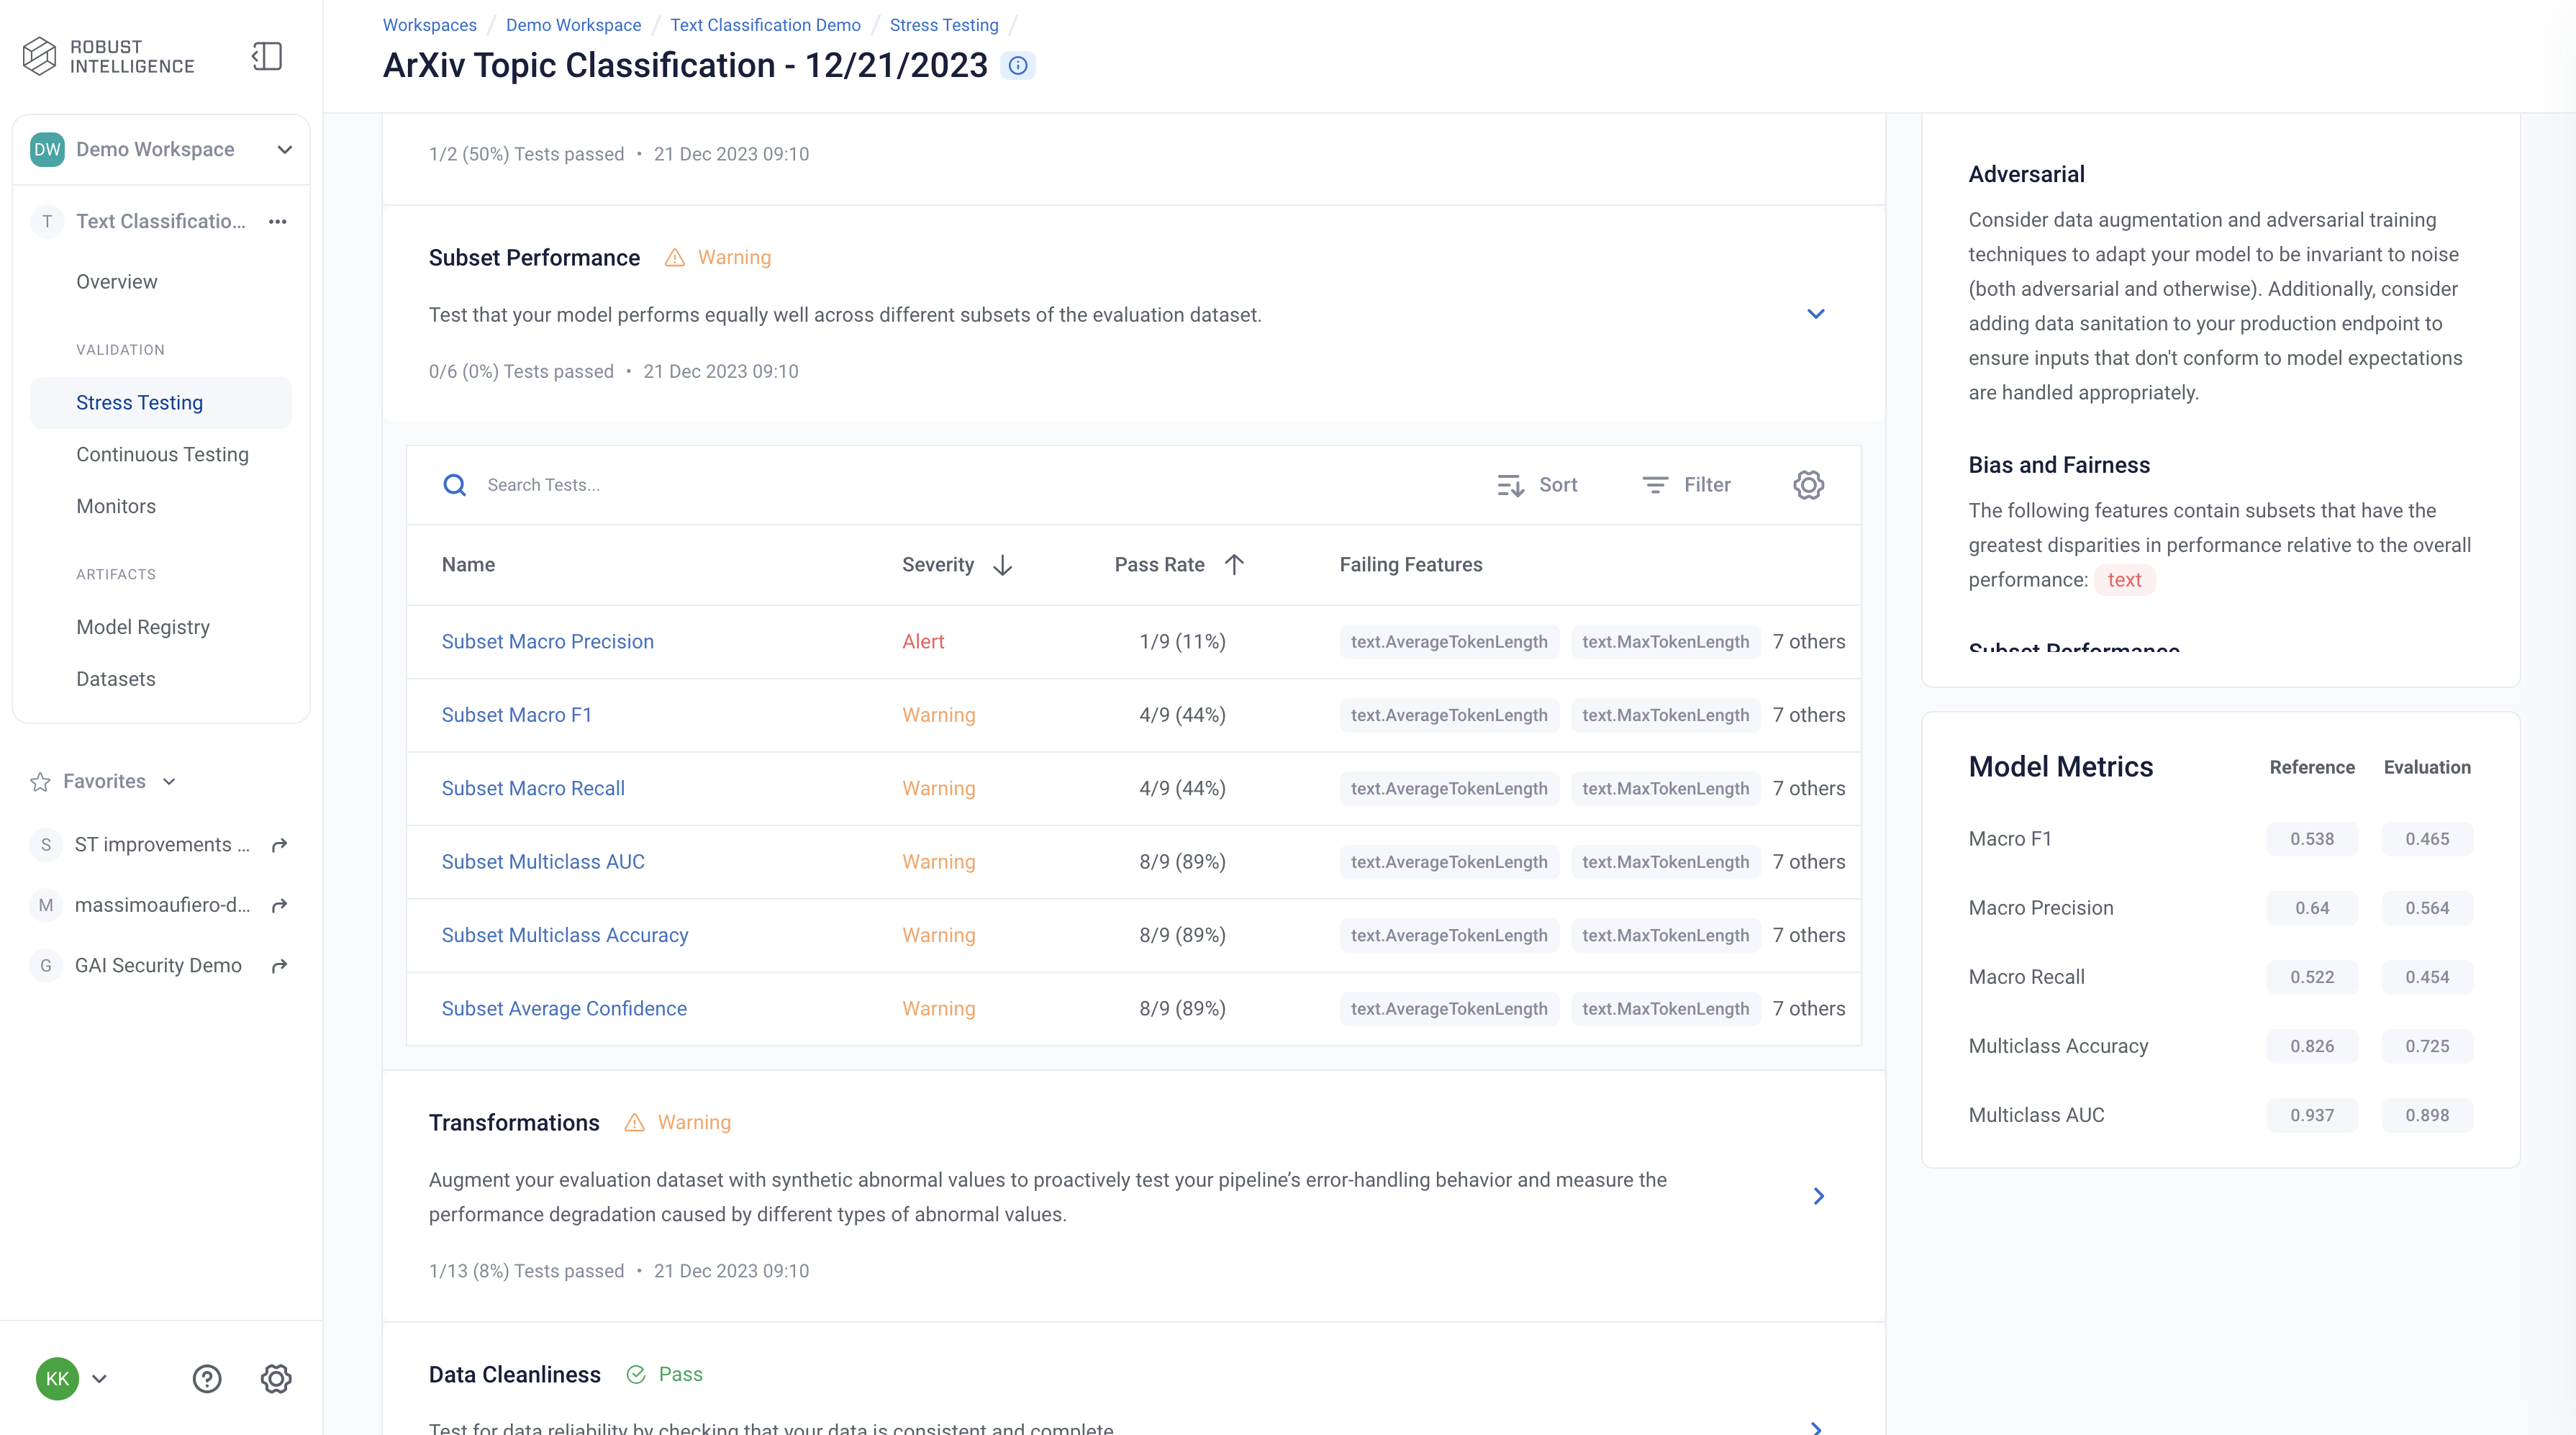 ROBUST
INTELLIGENCE
DW Demo Workspace
T Text Classificatio...
Overview
VALIDATION
Stress Testing
Continuous Testing
Monitors
ARTIFACTS
Model Registry
Datasets
Favorites
S ST improvements ...
M massimoaufiero-d...
G GAI Security Demo
KK
Workspaces / Demo Workspace / Text Classification Demo / Stress Testing /
ArXiv Topic Classification - 12/21/2023
1/2 (50%) Tests passed • 21 Dec 2023 09:10
Subset Performance Warning
Test that your model performs equally well across different subsets of the evaluation dataset.
0/6 (0%) Tests passed • 21 Dec 2023 09:10
Search Tests... Sort Filter
Name Severity Pass Rate Failing Features
Subset Macro Precision Alert 1/9 (11%) text.AverageTokenLength text.MaxTokenLength 7 others
Subset Macro F1 Warning 4/9 (44%) text.AverageTokenLength text.MaxTokenLength 7 others
Subset Macro Recall Warning 4/9 (44%) text.AverageTokenLength text.MaxTokenLength 7 others
Subset Multiclass AUC Warning 8/9 (89%) text.AverageTokenLength text.MaxTokenLength 7 others
Subset Multiclass Accuracy Warning 8/9 (89%) text.AverageTokenLength text.MaxTokenLength 7 others
Subset Average Confidence Warning 8/9 (89%) text.AverageTokenLength text.MaxTokenLength 7 others
Transformations Warning
Augment your evaluation dataset with synthetic abnormal values to proactively test your pipeline’s error-handling behavior and measure the
performance degradation caused by different types of abnormal values.
1/13 (8%) Tests passed • 21 Dec 2023 09:10
Data Cleanliness Pass
Test for data reliability by checking that your data is consistent and complete
Adversarial
Consider data augmentation and adversarial training
techniques to adapt your model to be invariant to noise
(both adversarial and otherwise). Additionally, consider
adding data sanitation to your production endpoint to
ensure inputs that don't conform to model expectations
are handled appropriately.
Bias and Fairness
The following features contain subsets that have the
greatest disparities in performance relative to the overall
performance: text
Subset Performance
Model Metrics Reference Evaluation
Macro F1 0.538 0.465
Macro Precision 0.64 0.564
Macro Recall 0.522 0.454
Multiclass Accuracy 0.826 0.725
Multiclass AUC 0.937 0.898